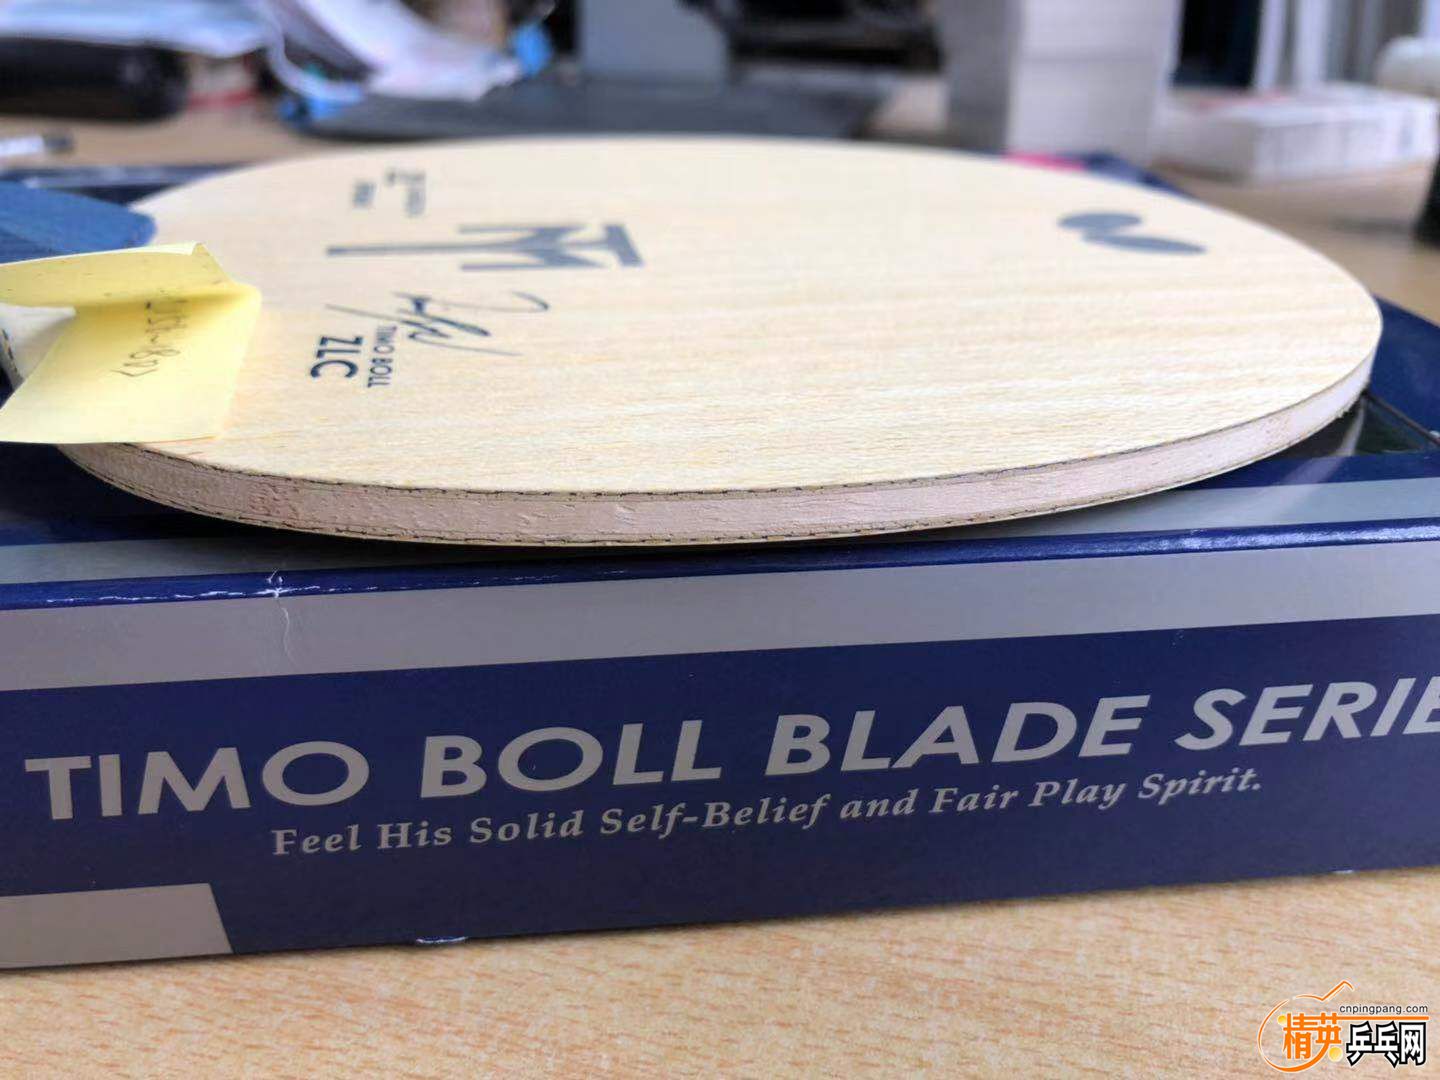 ZLC
TIMO BOLL
TIMO BOLL BLADE SERIE
Feel His Solid Self-Belief and Fair Play Spirit.
cnpingpang.com
精英乒乓网